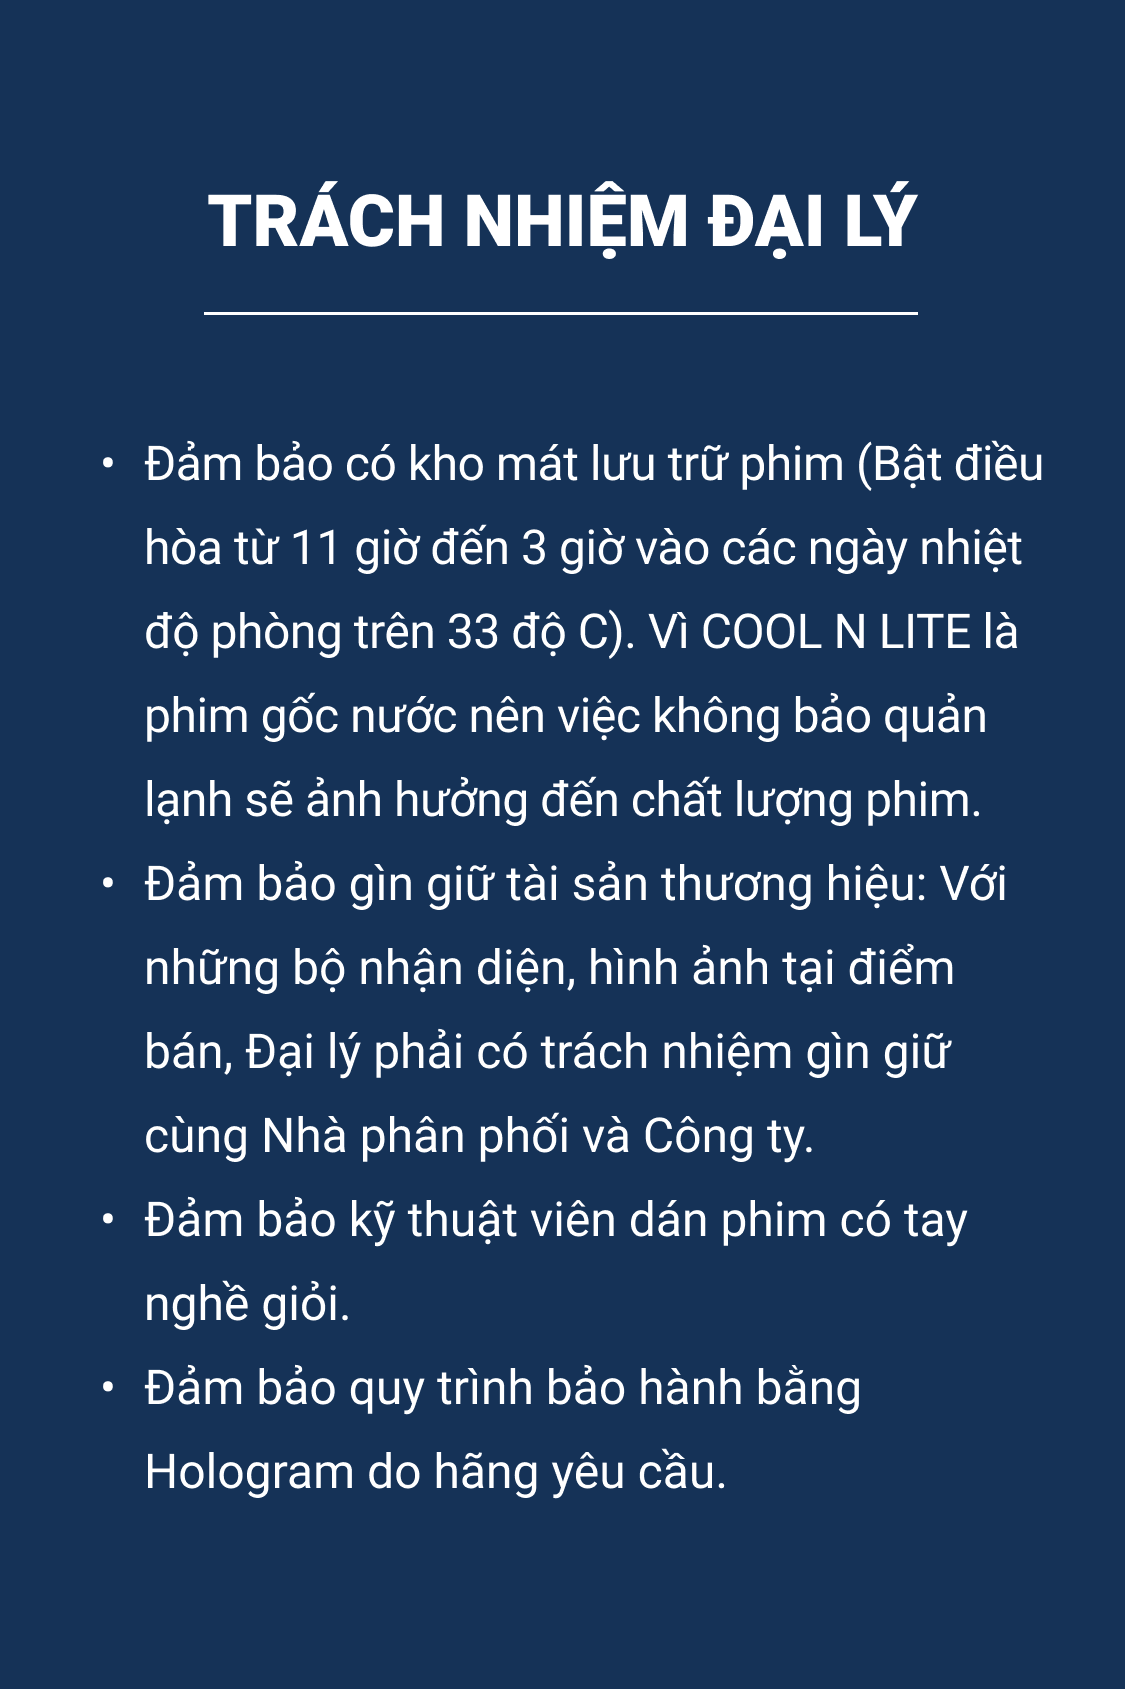 TRÁCH NHIỆM ĐẠI LÝ
• Đảm bảo có kho mát lưu trữ phim (Bật điều
hòa từ 11 giờ đến 3 giờ vào các ngày nhiệt
độ phòng trên 33 độ C). Vì COOL N LITE là
phim gốc nước nên việc không bảo quản
lạnh sẽ ảnh hưởng đến chất lượng phim.
• Đảm bảo gìn giữ tài sản thương hiệu: Với
những bộ nhận diện, hình ảnh tại điểm
bán, Đại lý phải có trách nhiệm gìn giữ
cùng Nhà phân phối và Công ty.
• Đảm bảo kỹ thuật viên dán phim có tay
nghề giỏi.
• Đảm bảo quy trình bảo hành bằng
Hologram do hãng yêu cầu.